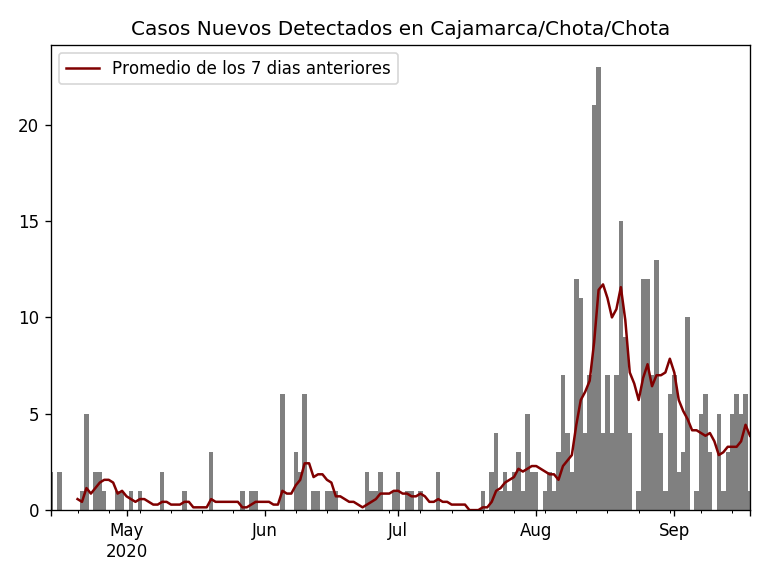 Casos Nuevos Detectados en Cajamarca/Chota/Chota
Promedio de los 7 dias anteriores
20
15
10
5
0
May Jun Jul Aug Sep
2020